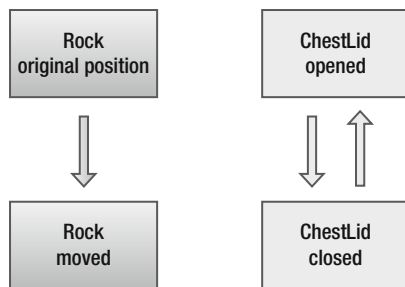 Rock
original position
ChestLid
opened
Rock
moved
ChestLid
closed